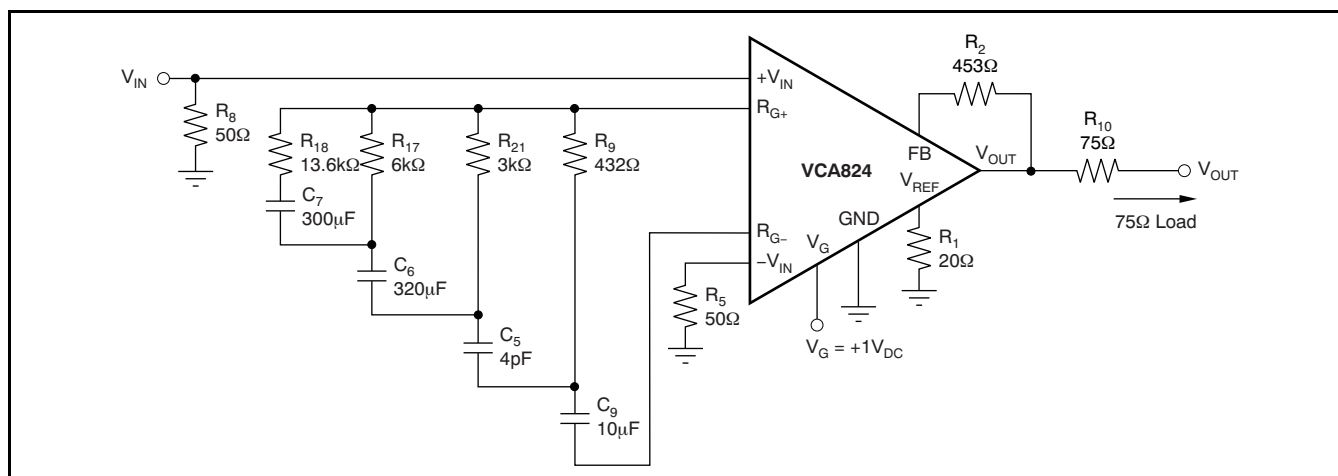 V_IN
R_8
50Ω
R_18
13.6kΩ
R_17
6kΩ
R_21
3kΩ
R_9
432Ω
C_7
300μF
C_6
320μF
C_5
4pF
C_9
10μF
+V_IN
R_G+
R_G−
−V_IN
R_5
50Ω
VCA824
FB
V_OUT
V_REF
GND
V_G
V_G = +1V_DC
R_1
20Ω
R_2
453Ω
R_10
75Ω
V_OUT
75Ω Load